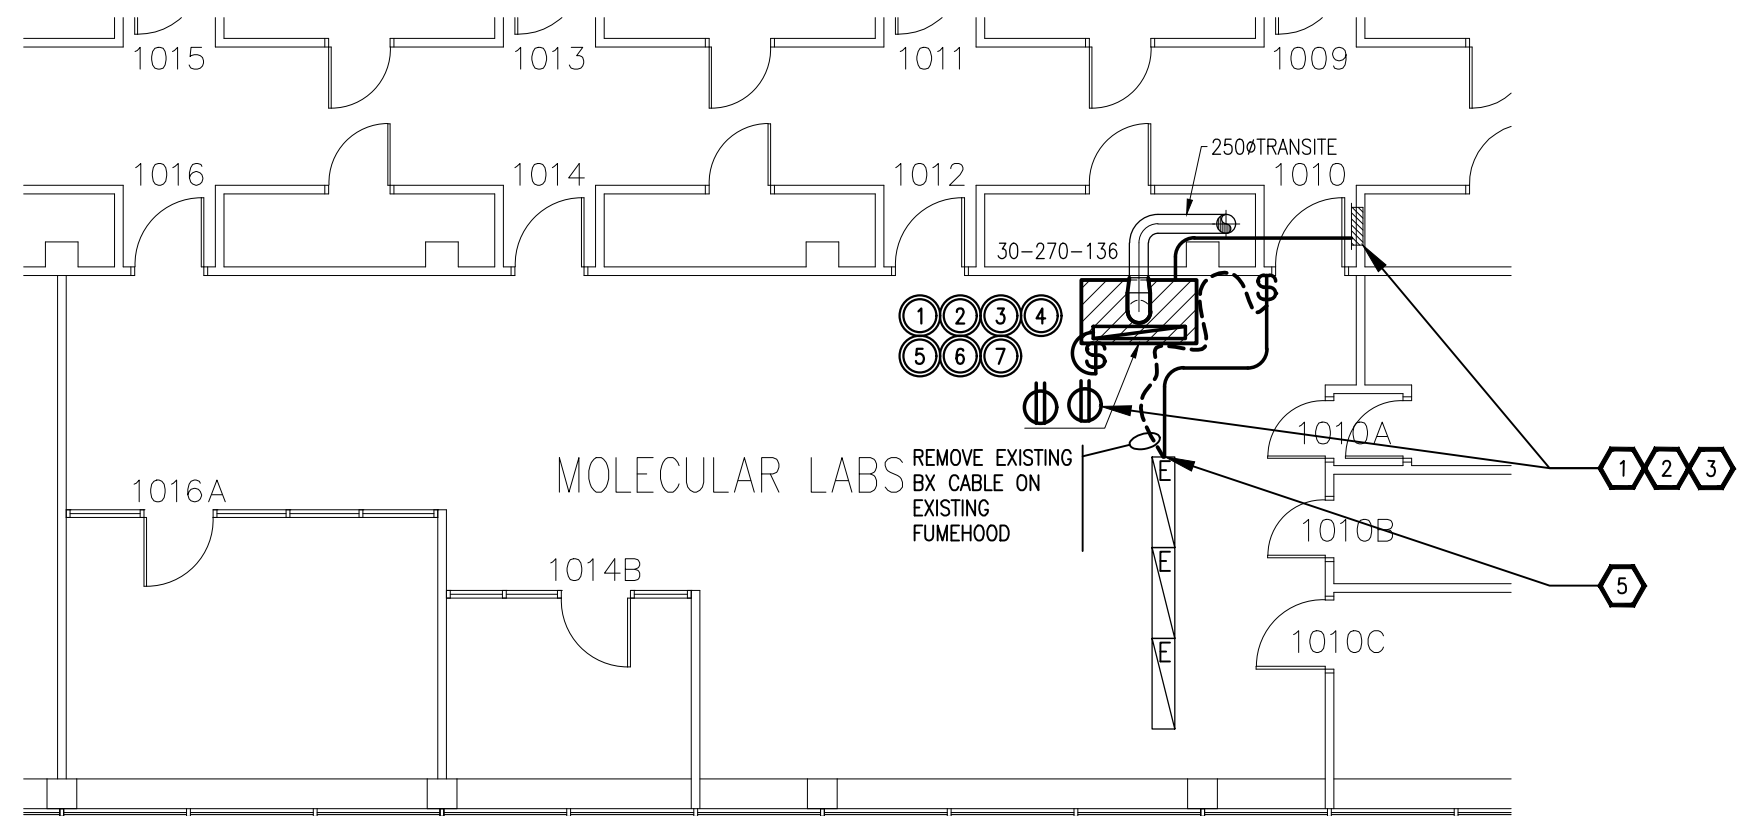 1015
1013
1011
1009
250øTRANSITE
1016
1014
1012
1010
30-270-136
$
1 2 3 4
5 6 7
$
1010A
MOLECULAR LABS
REMOVE EXISTING
BX CABLE ON
EXISTING
FUMEHOOD
E
1 2 3
1016A
1010B
E
1014B
5
1010C
E